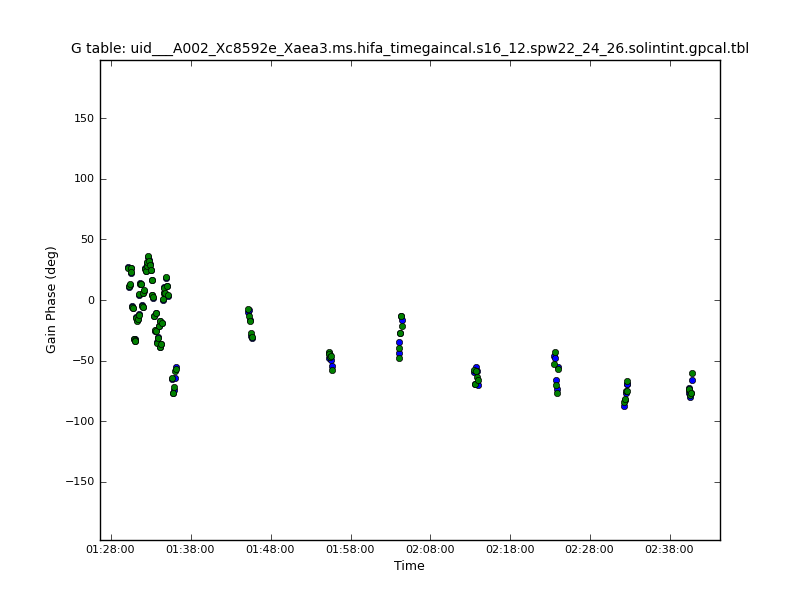 G table: uid___A002_Xc8592e_Xaea3.ms.hifa_timegaincal.s16_12.spw22_24_26.solintint.gpcal.tbl
150
100
50
0
−50
−100
−150
Gain Phase (deg)
01:28:00 01:38:00 01:48:00 01:58:00 02:08:00 02:18:00 02:28:00 02:38:00
Time